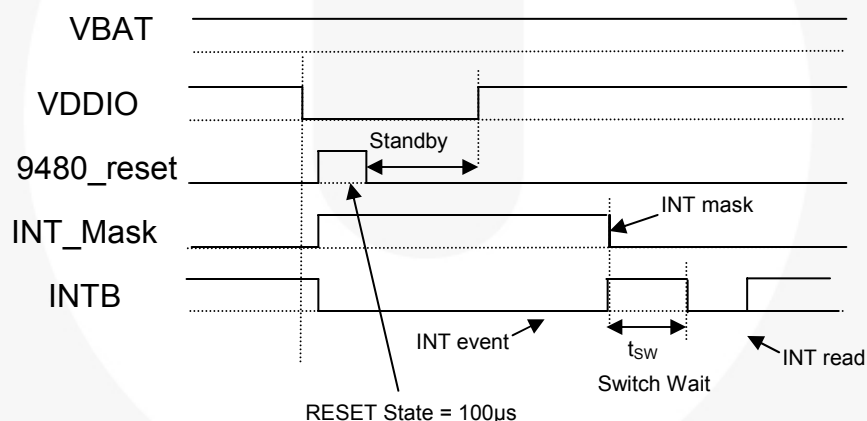 VBAT
VDDIO
Standby
9480_reset
INT mask
INT_Mask
INTB
INT event
tSW
INT read
Switch Wait
RESET State = 100µs